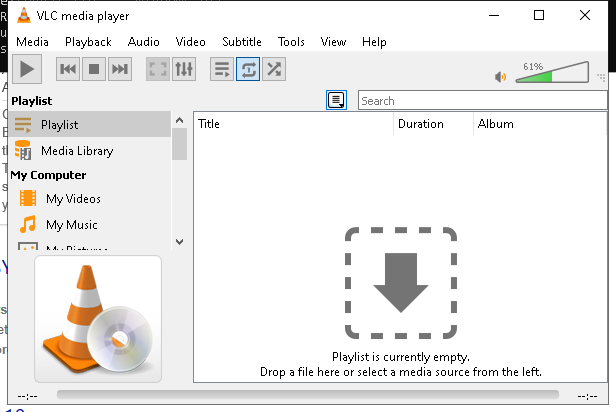 VLC media player
Media Playback Audio Video Subtitle Tools View Help
61%
Playlist
Search
Playlist
Media Library
My Computer
My Videos
My Music
My Pictures
Title Duration Album
Playlist is currently empty.
Drop a file here or select a media source from the left.
--:-- --:--